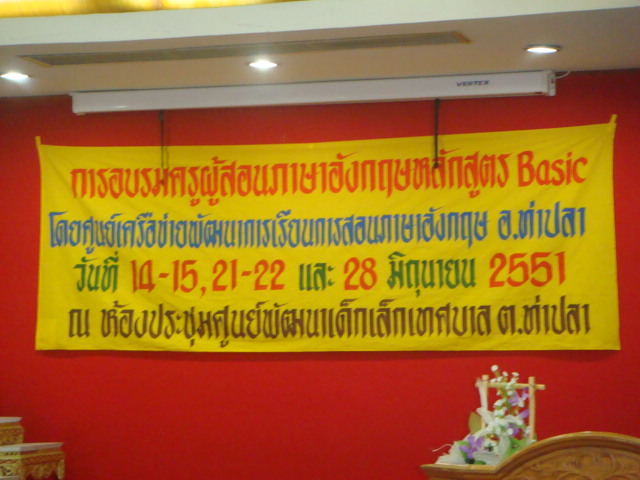 VERTEX
การอบรมครูผู้สอนภาษาอังกฤษหลักสูตร Basic
โดยศูนย์เครือข่ายพัฒนาการเรียนการสอนภาษาอังกฤษ อ.ท่าปลา
วันที่ 14-15, 21-22 และ 28 มิถุนายน 2551
ณ ห้องประชุมศูนย์พัฒนาเด็กเล็กเทศบาล ต.ท่าปลา